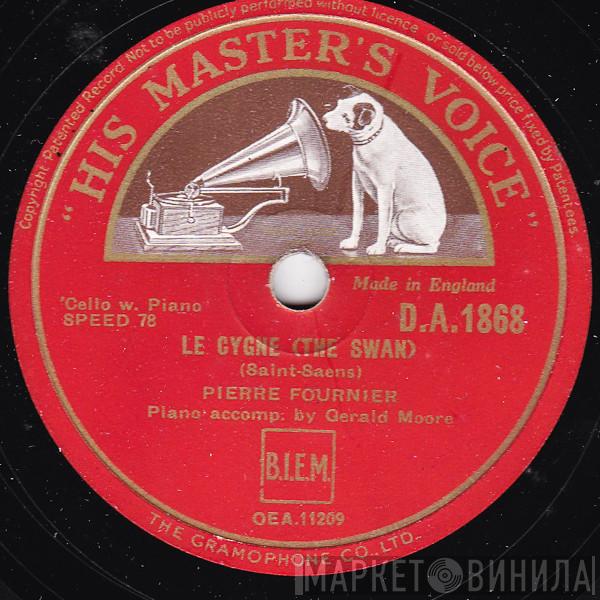 Copyright. Patented Record. Not to be publicly performed without licence or sold below price fixed by Patentees.
"HIS MASTER'S VOICE"
Made in England
'Cello w. Piano
SPEED 78
D.A.1868
LE CYGNE (THE SWAN)
(Saint-Saens)
PIERRE FOURNIER
Piano accomp. by Gerald Moore
B.I.E.M.
OEA.11209
THE GRAMOPHONE CO., LTD.
МАРКЕТ ВИНИЛА